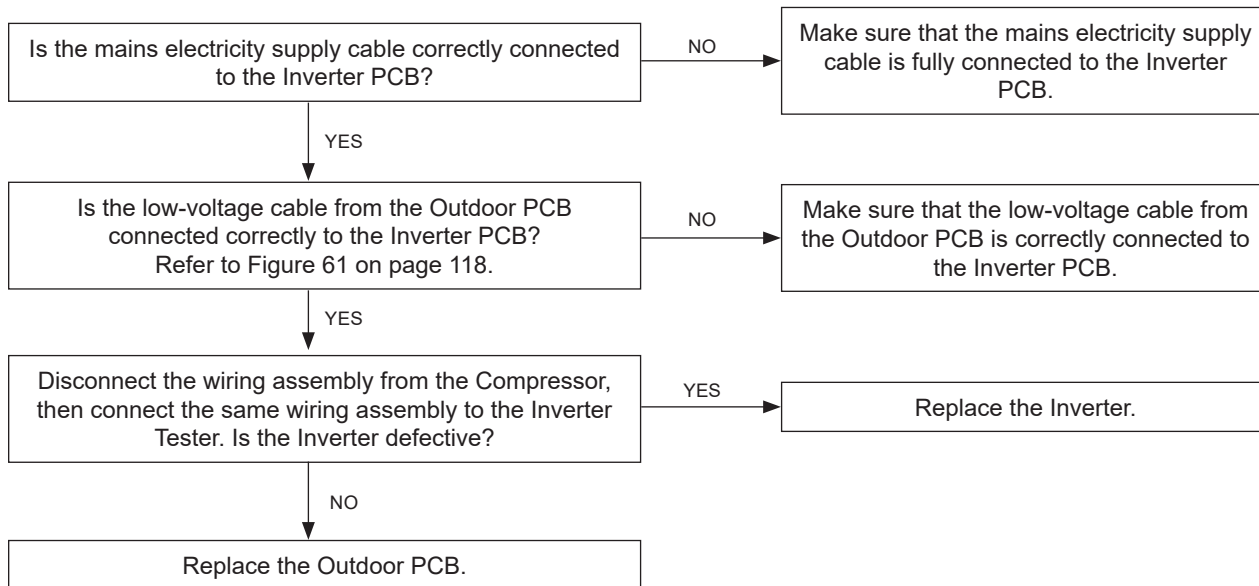 Is the mains electricity supply cable correctly connected
to the Inverter PCB?
NO
Make sure that the mains electricity supply
cable is fully connected to the Inverter
PCB.
YES
Is the low-voltage cable from the Outdoor PCB
connected correctly to the Inverter PCB?
Refer to Figure 61 on page 118.
NO
Make sure that the low-voltage cable from
the Outdoor PCB is correctly connected to
the Inverter PCB.
YES
Disconnect the wiring assembly from the Compressor,
then connect the same wiring assembly to the Inverter
Tester. Is the Inverter defective?
YES
Replace the Inverter.
NO
Replace the Outdoor PCB.